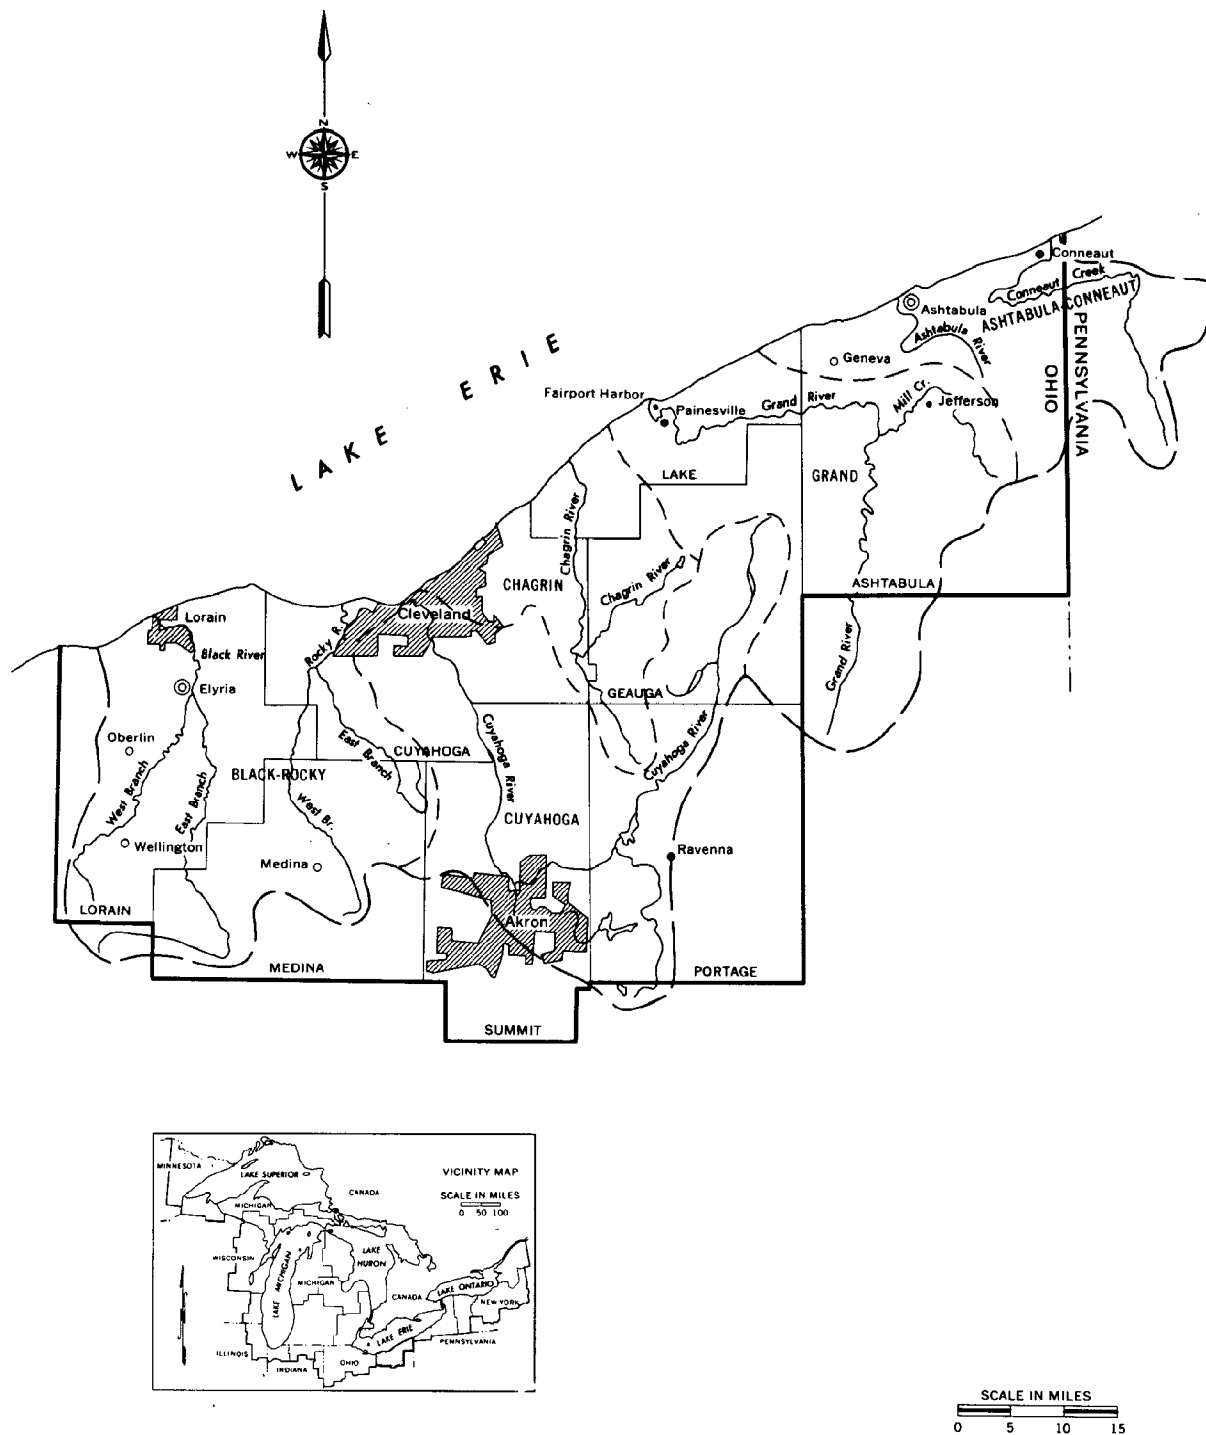 N
W E
S
LAKE ERIE
Conneaut
Conneaut Creek
ASHTABULA-CONNEAUT
Ashtabula
Ashtabula River
PENNSYLVANIA
OHIO
Geneva
Mill Cr.
Jefferson
Fairport Harbor
Painesville
Grand River
LAKE
GRAND
Chagrin River
CHAGRIN
Chagrin River
ASHTABULA
Cleveland
Lorain
Rocky R.
Black River
Grand River
Elyria
GEAUGA
Oberlin
Cuyahoga River
Cuyahoga River
East Branch
CUYAHOGA
BLACK-ROCKY
West Branch
East Branch
West Br.
CUYAHOGA
Wellington
Medina
Ravenna
LORAIN
Akron
MEDINA
PORTAGE
SUMMIT
VICINITY MAP
SCALE IN MILES
0 50 100
MINNESOTA
LAKE SUPERIOR
CANADA
MICHIGAN
WISCONSIN
LAKE MICHIGAN
LAKE HURON
MICHIGAN
CANADA
LAKE ONTARIO
NEW YORK
LAKE ERIE
PENNSYLVANIA
ILLINOIS
INDIANA
OHIO
SCALE IN MILES
0 5 10 15